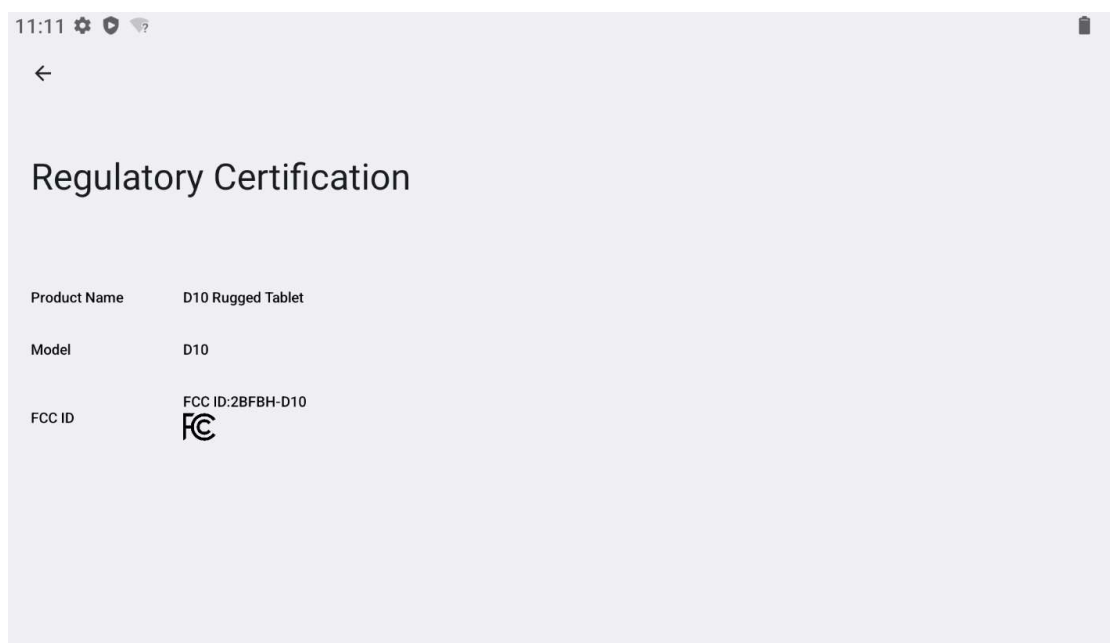 11:11
Regulatory Certification
Product Name D10 Rugged Tablet
Model D10
FCC ID:2BFBH-D10
FCC ID
FC